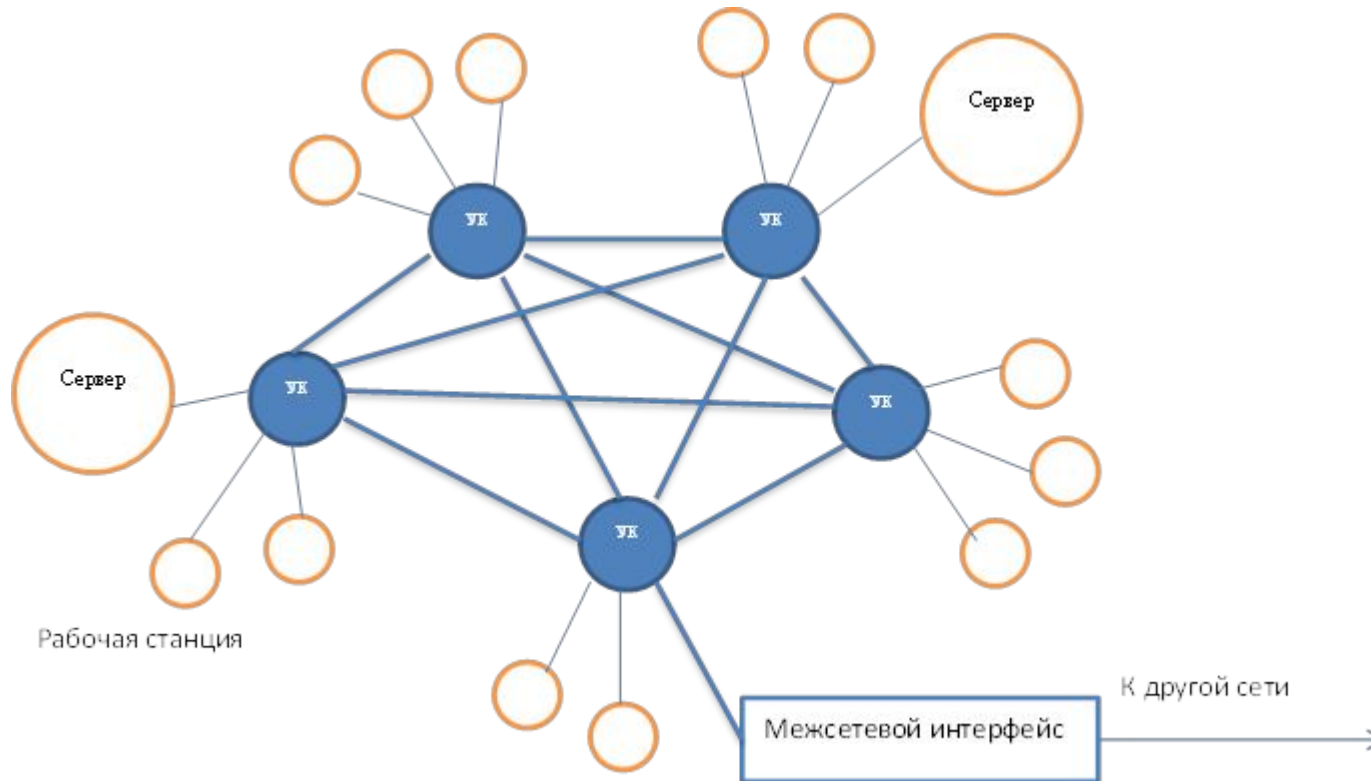 Сервер
УК
УК
Сервер
УК
УК
УК
Рабочая станция
К другой сети
Межсетевой интерфейс